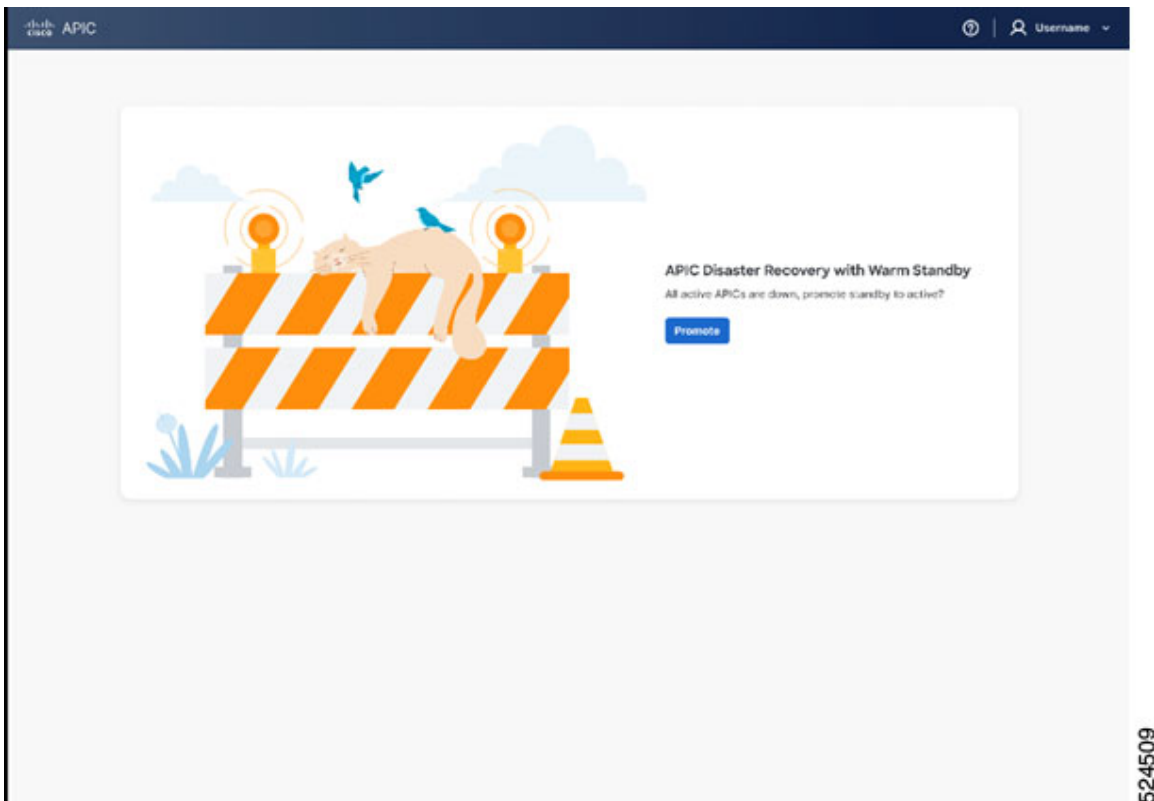 cisco APIC
Username
APIC Disaster Recovery with Warm Standby
All active APICs are down, promote standby to active?
Promote
524509